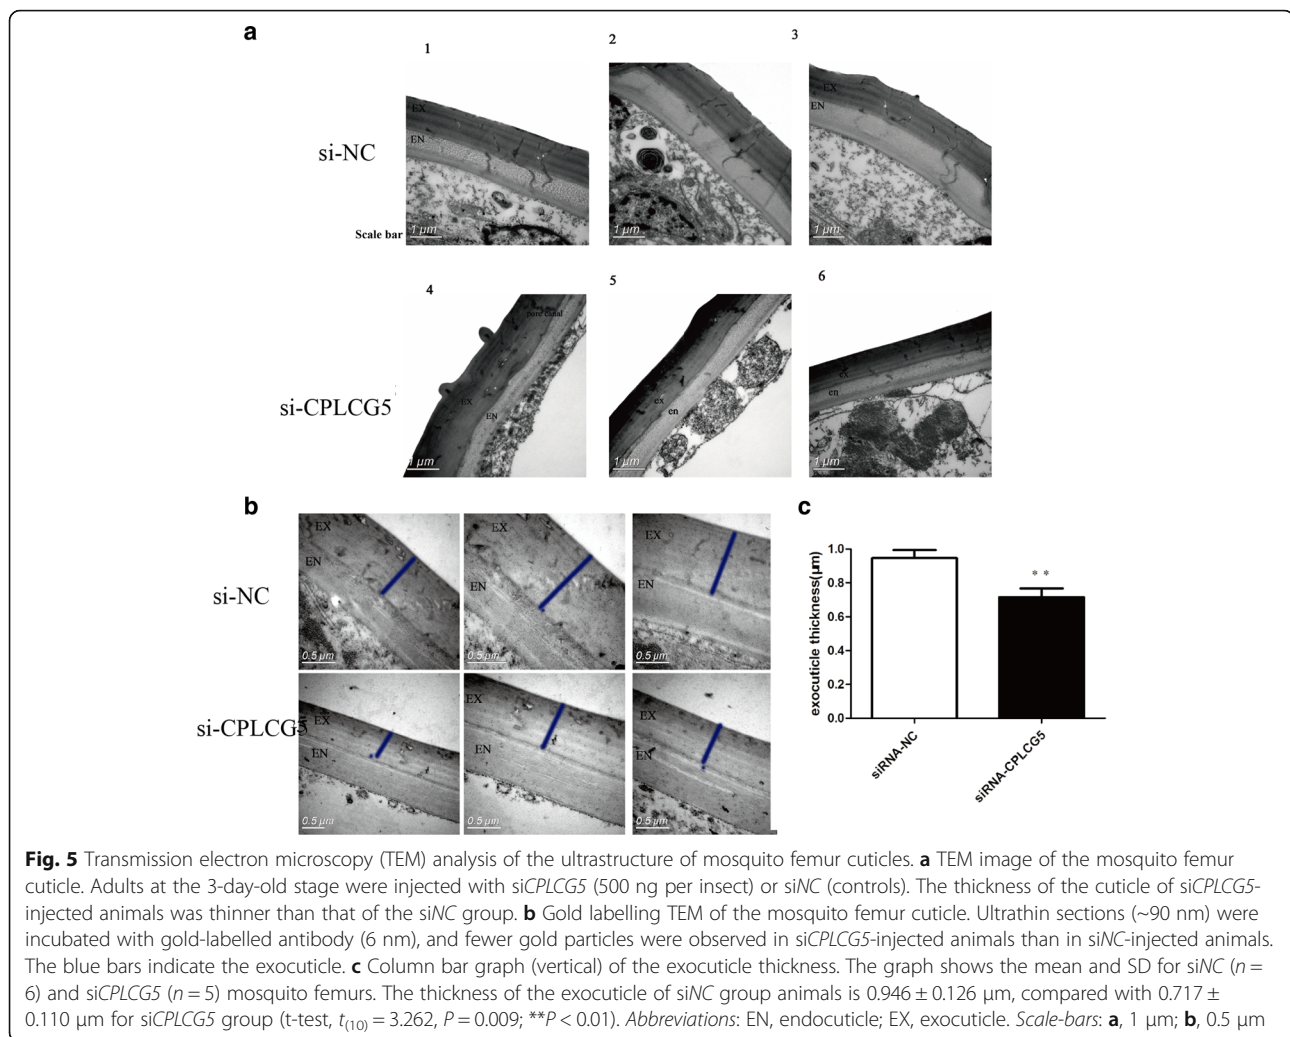 a
1
2
3
EX
EN
EX
EN
si-NC
Scale bar
1 µm
1 µm
1 µm
4
5
6
pore canal
EX
EN
ex
en
ex
en
si-CPLCG5
1 µm
1 µm
1 µm
b
EX
EN
EX
EN
EX
EN
si-NC
0.5 µm
0.5 µm
0.5 µm
EX
EN
EX
EN
EX
EN
si-CPLCG5
0.5 µm
0.5 µm
0.5 µm
c
exocuticle thickness(µm)
1.0
0.8
0.6
0.4
0.2
0.0
**
siRNA-NC
siRNA-CPLCG5
Fig. 5 Transmission electron microscopy (TEM) analysis of the ultrastructure of mosquito femur cuticles. a TEM image of the mosquito femur
cuticle. Adults at the 3-day-old stage were injected with siCPLCG5 (500 ng per insect) or siNC (controls). The thickness of the cuticle of siCPLCG5-
injected animals was thinner than that of the siNC group. b Gold labelling TEM of the mosquito femur cuticle. Ultrathin sections (~90 nm) were
incubated with gold-labelled antibody (6 nm), and fewer gold particles were observed in siCPLCG5-injected animals than in siNC-injected animals.
The blue bars indicate the exocuticle. c Column bar graph (vertical) of the exocuticle thickness. The graph shows the mean and SD for siNC (n =
6) and siCPLCG5 (n = 5) mosquito femurs. The thickness of the exocuticle of siNC group animals is 0.946 ± 0.126 µm, compared with 0.717 ±
0.110 µm for siCPLCG5 group (t-test, t(10) = 3.262, P = 0.009; **P < 0.01). Abbreviations: EN, endocuticle; EX, exocuticle. Scale-bars: a, 1 µm; b, 0.5 µm